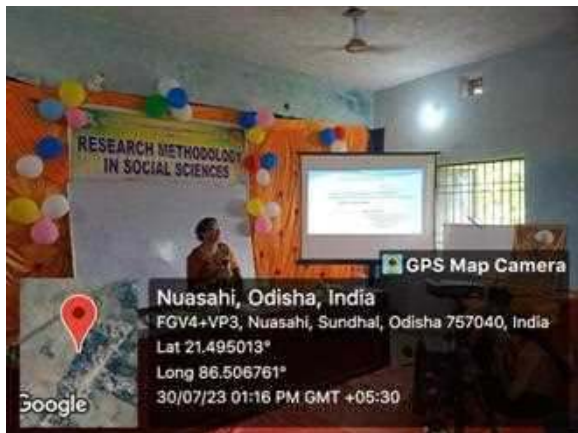 RESEARCH METHODOLOGY
IN SOCIAL SCIENCES
GPS Map Camera
Nuasahi, Odisha, India
FGV4+VP3, Nuasahi, Sundhal, Odisha 757040, India
Lat 21.495013°
Long 86.506761°
30/07/23 01:16 PM GMT +05:30
Google